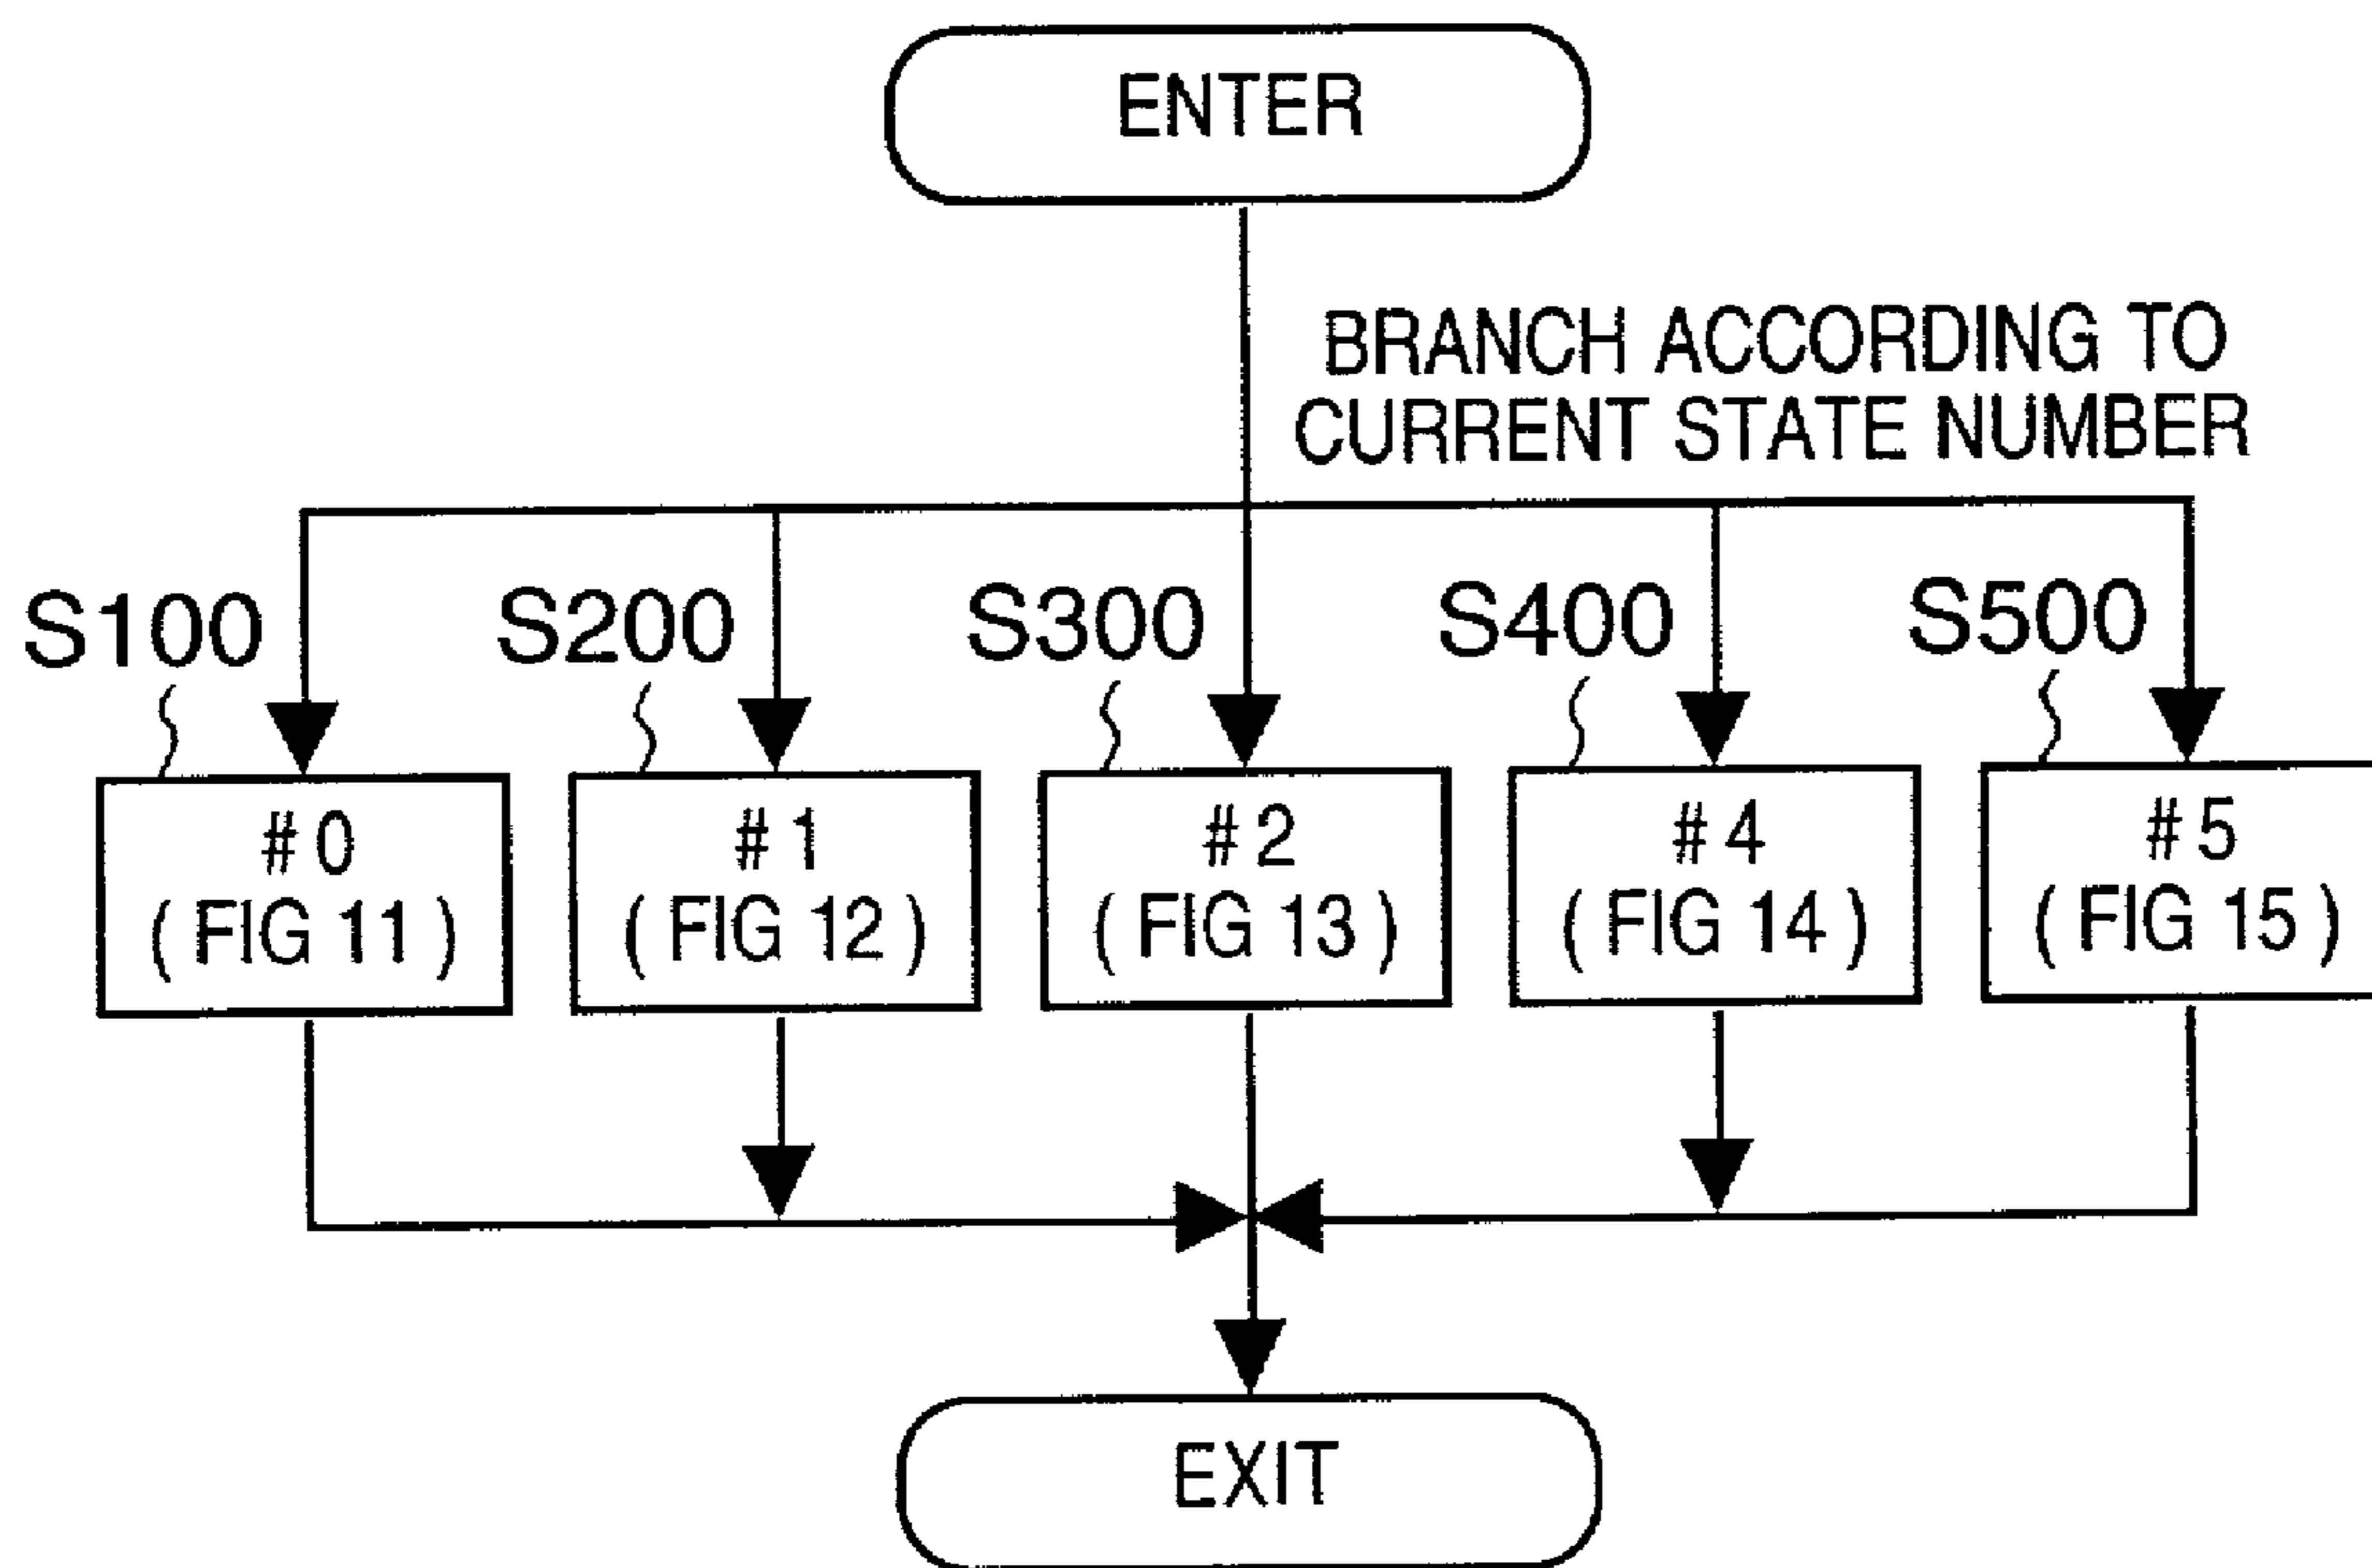 ENTER
BRANCH ACCORDING TO
CURRENT STATE NUMBER
S100
S200
S300
S400
S500
#0
(FIG 11)
#1
(FIG 12)
#2
(FIG 13)
#4
(FIG 14)
#5
(FIG 15)
EXIT